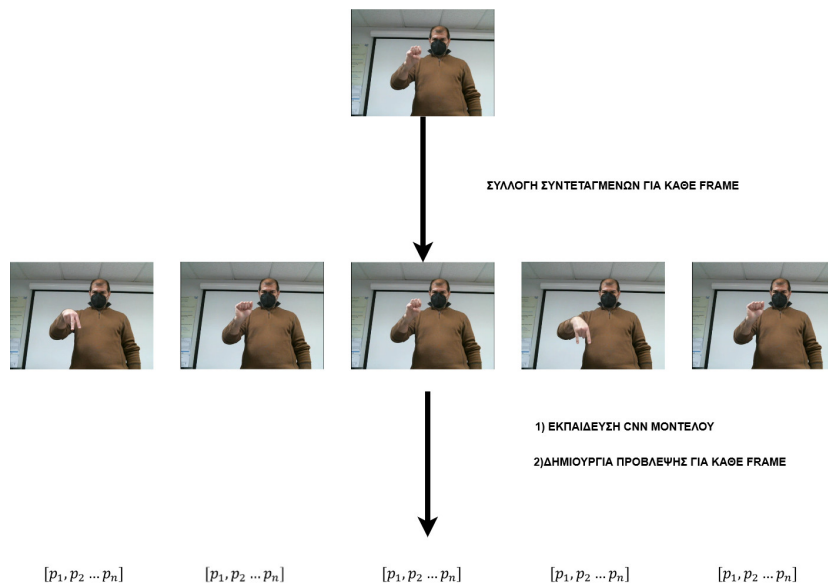 ΣΥΛΛΟΓΗ ΣΥΝΤΕΤΑΓΜΕΝΩΝ ΓΙΑ ΚΑΘΕ FRAME
1) ΕΚΠΑΙΔΕΥΣΗ CNN ΜΟΝΤΕΛΟΥ
2)ΔΗΜΙΟΥΡΓΙΑ ΠΡΟΒΛΕΨΗΣ ΓΙΑ ΚΑΘΕ FRAME
[p₁, p₂ … pₙ] [p₁, p₂ … pₙ] [p₁, p₂ … pₙ] [p₁, p₂ … pₙ] [p₁, p₂ … pₙ]